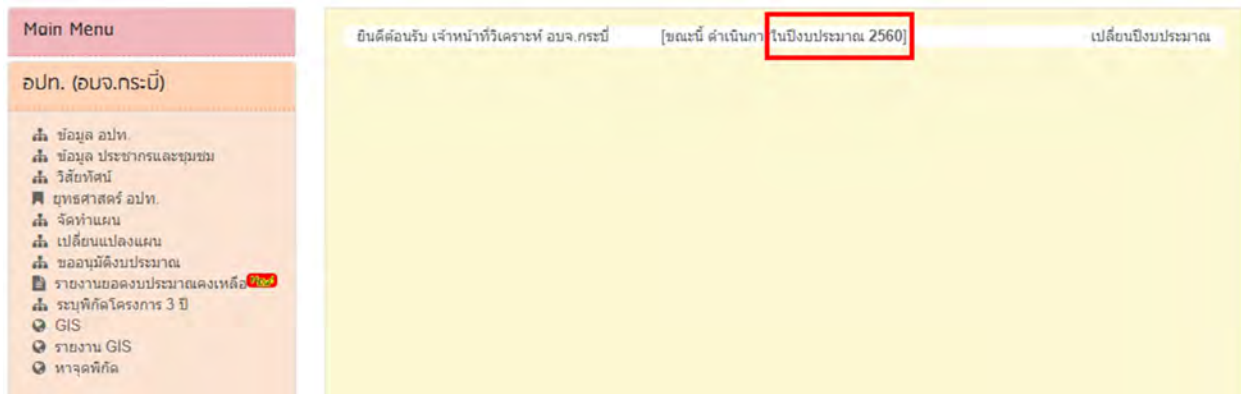 Main Menu
อปท. (อบจ.กระบี่)
ข้อมูล อปท.
ข้อมูล ประชากรและชุมชม
วิสัยทัศน์
ยุทธศาสตร์ อปท.
จัดทำแผน
เปลี่ยนแปลงแผน
ขออนุมัติงบประมาณ
รายงานยอดงบประมาณคงเหลือ
ระบุพิกัดโครงการ 3 ปี
GIS
รายงาน GIS
หาจุดพิกัด
ยินดีต้อนรับ เจ้าหน้าที่วิเคราะห์ อบจ.กระบี่ [ขณะนี้ ดำเนินกา ในปีงบประมาณ 2560] เปลี่ยนปีงบประมาณ